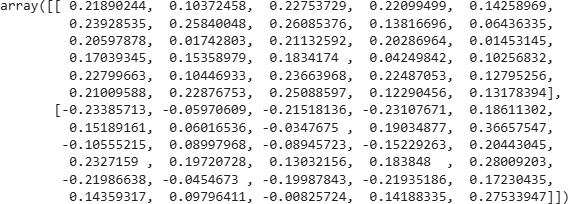 array([[ 0.21890244, 0.10372458, 0.22753729, 0.22099499, 0.14258969,
0.23928535, 0.25840048, 0.26085376, 0.13816696, 0.06436335,
0.20597878, 0.01742803, 0.21132592, 0.20286964, 0.01453145,
0.17039345, 0.15358979, 0.1834174 , 0.04249842, 0.10256832,
0.22799663, 0.10446933, 0.23663968, 0.22487053, 0.12795256,
0.21009588, 0.22876753, 0.25088597, 0.12290456, 0.13178394],
[-0.23385713, -0.05970609, -0.21518136, -0.23107671, 0.18611302,
0.15189161, 0.06016536, -0.0347675 , 0.19034877, 0.36657547,
-0.10555215, 0.08997968, -0.08945723, -0.15229263, 0.20443045,
0.2327159 , 0.19720728, 0.13032156, 0.183848  , 0.28009203,
-0.21986638, -0.0454673 , -0.19987843, -0.21935186, 0.17230435,
0.14359317, 0.09796411, -0.00825724, 0.14188335, 0.27533947]])